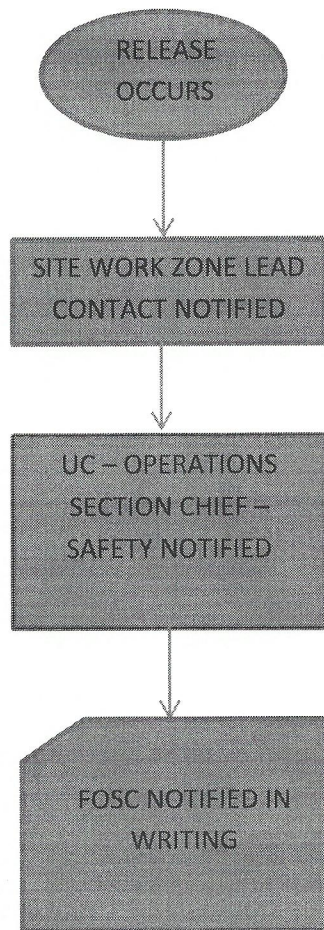 RELEASE
OCCURS
SITE WORK ZONE LEAD
CONTACT NOTIFIED
UC – OPERATIONS
SECTION CHIEF –
SAFETY NOTIFIED
FOSC NOTIFIED IN
WRITING